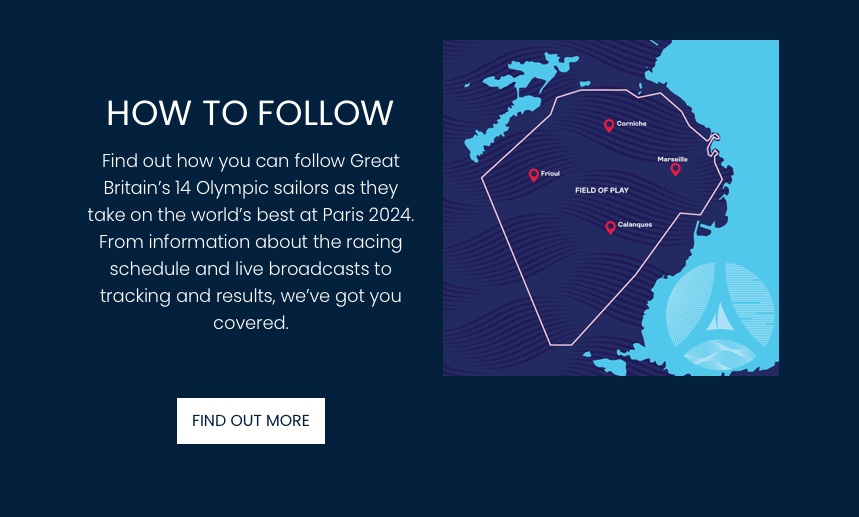 HOW TO FOLLOW
Find out how you can follow Great
Britain’s 14 Olympic sailors as they
take on the world’s best at Paris 2024.
From information about the racing
schedule and live broadcasts to
tracking and results, we’ve got you
covered.
FIND OUT MORE
Corniche
Marseille
Frioul
FIELD OF PLAY
Calanques